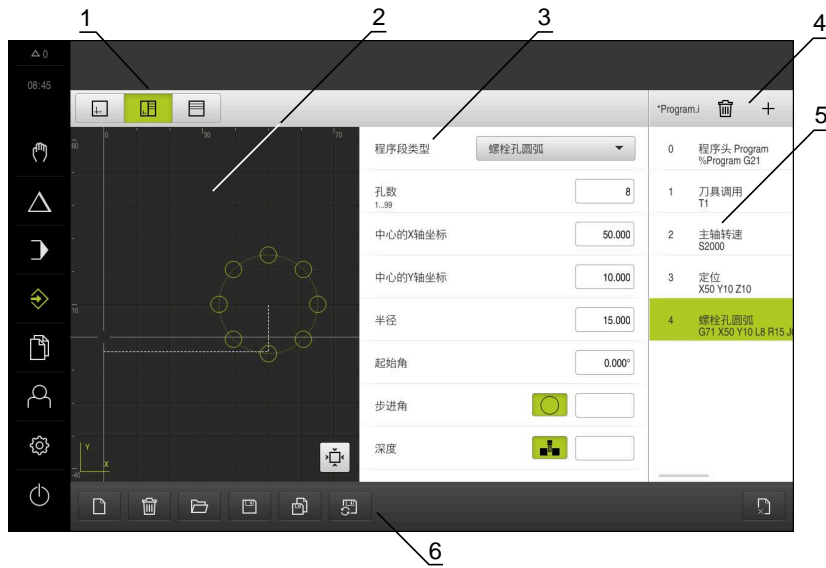 1
2
3
4
5
0
08:45
*Program.i
60
0
30
70
10
-40
Y
X
程序段类型
螺栓孔圆弧
孔数
1...99
8
中心的X轴坐标
50.000
中心的Y轴坐标
10.000
半径
15.000
起始角
0.000°
步进角
深度
0 程序头 Program
%Program G21
1 刀具调用
T1
2 主轴转速
S2000
3 定位
X50 Y10 Z10
4 螺栓孔圆弧
G71 X50 Y10 L8 R15
6